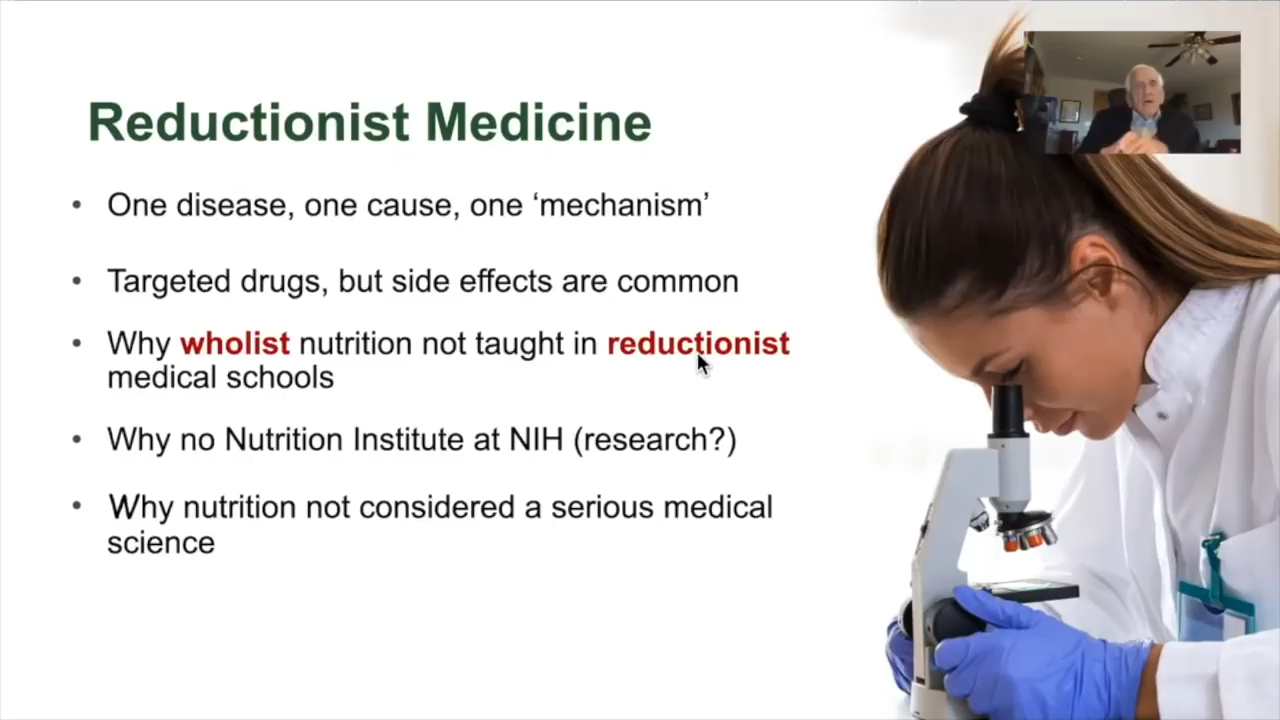 Reductionist Medicine
• One disease, one cause, one ‘mechanism’
• Targeted drugs, but side effects are common
• Why wholist nutrition not taught in reductionist
medical schools
• Why no Nutrition Institute at NIH (research?)
• Why nutrition not considered a serious medical
science